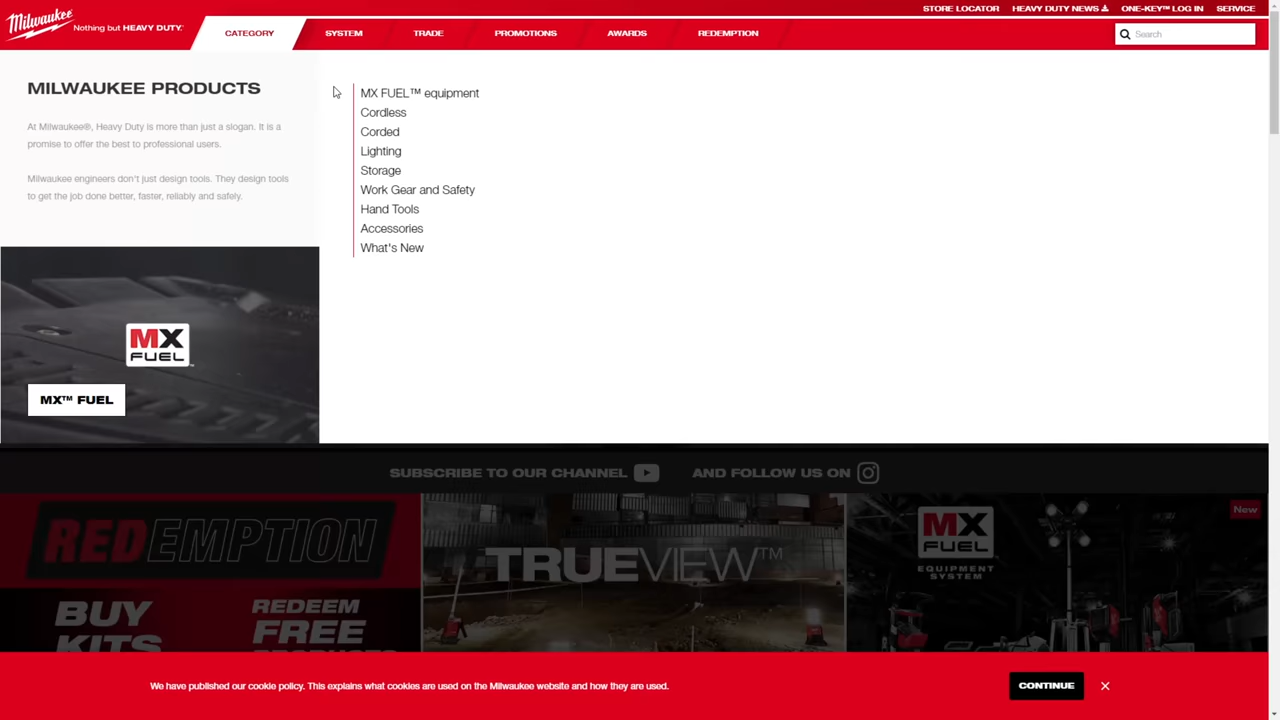 STORE LOCATOR HEAVY DUTY NEWS ONE-KEY™ LOG IN SERVICE
Milwaukee Nothing but HEAVY DUTY.™
CATEGORY SYSTEM TRADE PROMOTIONS AWARDS REDEMPTION
Search
MILWAUKEE PRODUCTS
At Milwaukee®, Heavy Duty is more than just a slogan. It is a
promise to offer the best to professional users.
Milwaukee engineers don't just design tools. They design tools
to get the job done better, faster, reliably and safely.
MX
FUEL™
MX™ FUEL
MX FUEL™ equipment
Cordless
Corded
Lighting
Storage
Work Gear and Safety
Hand Tools
Accessories
What's New
SUBSCRIBE TO OUR CHANNEL AND FOLLOW US ON
REDEMPTION
BUY
KITS
REDEEM
FREE
PRODUCTS
TRUEVIEW™
New
MX
FUEL
EQUIPMENT
SYSTEM
We have published our cookie policy. This explains what cookies are used on the Milwaukee website and how they are used.
CONTINUE